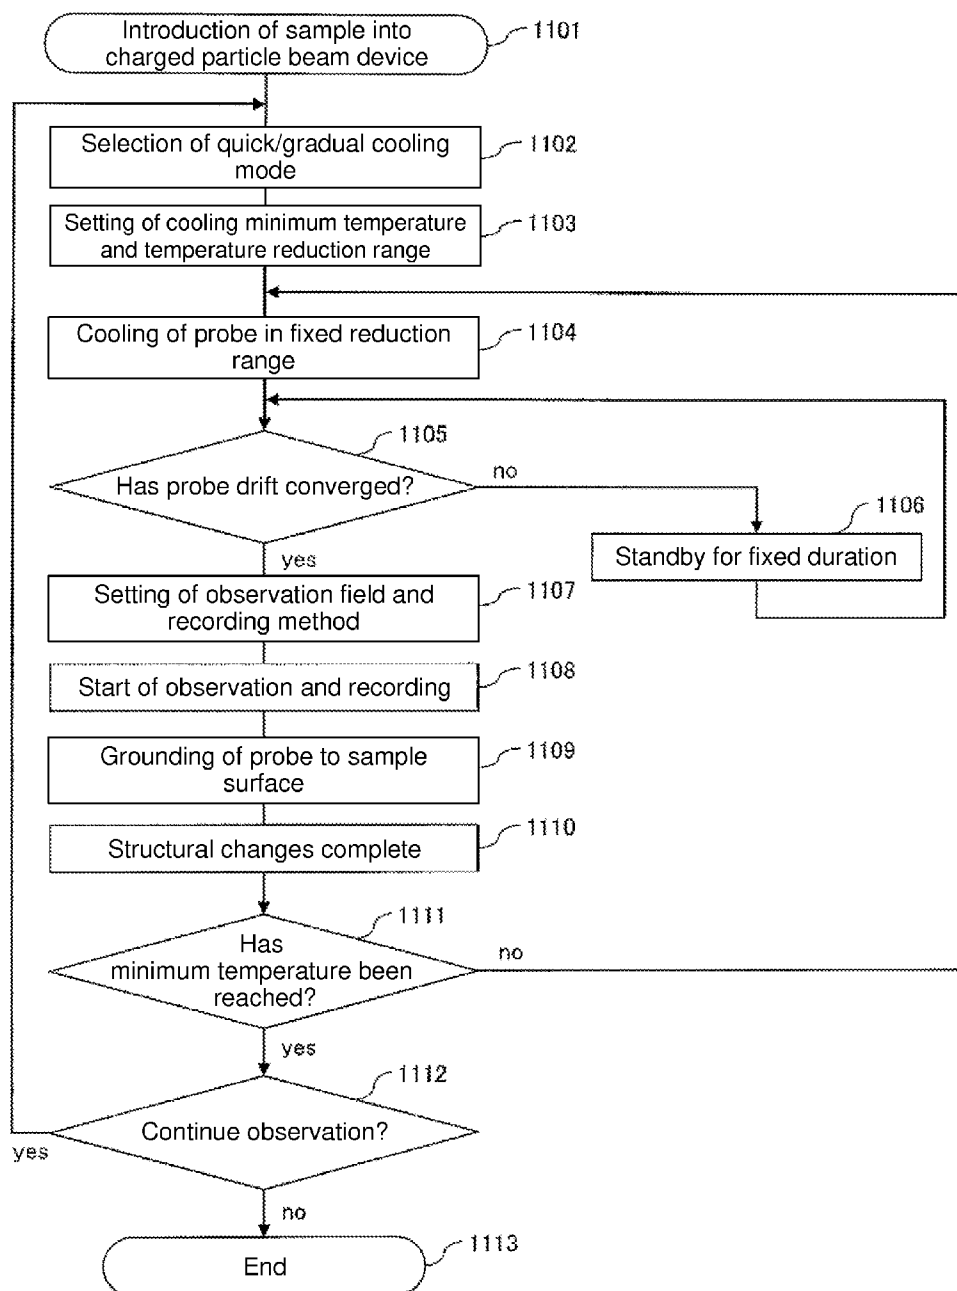 Introduction of sample into
charged particle beam device
1101
Selection of quick/gradual cooling
mode
1102
Setting of cooling minimum temperature
and temperature reduction range
1103
Cooling of probe in fixed reduction
range
1104
1105
Has probe drift converged?
no
yes
1106
Standby for fixed duration
Setting of observation field and
recording method
1107
Start of observation and recording
1108
Grounding of probe to sample
surface
1109
Structural changes complete
1110
1111
Has
minimum temperature been
reached?
no
yes
1112
Continue observation?
yes
no
End
1113